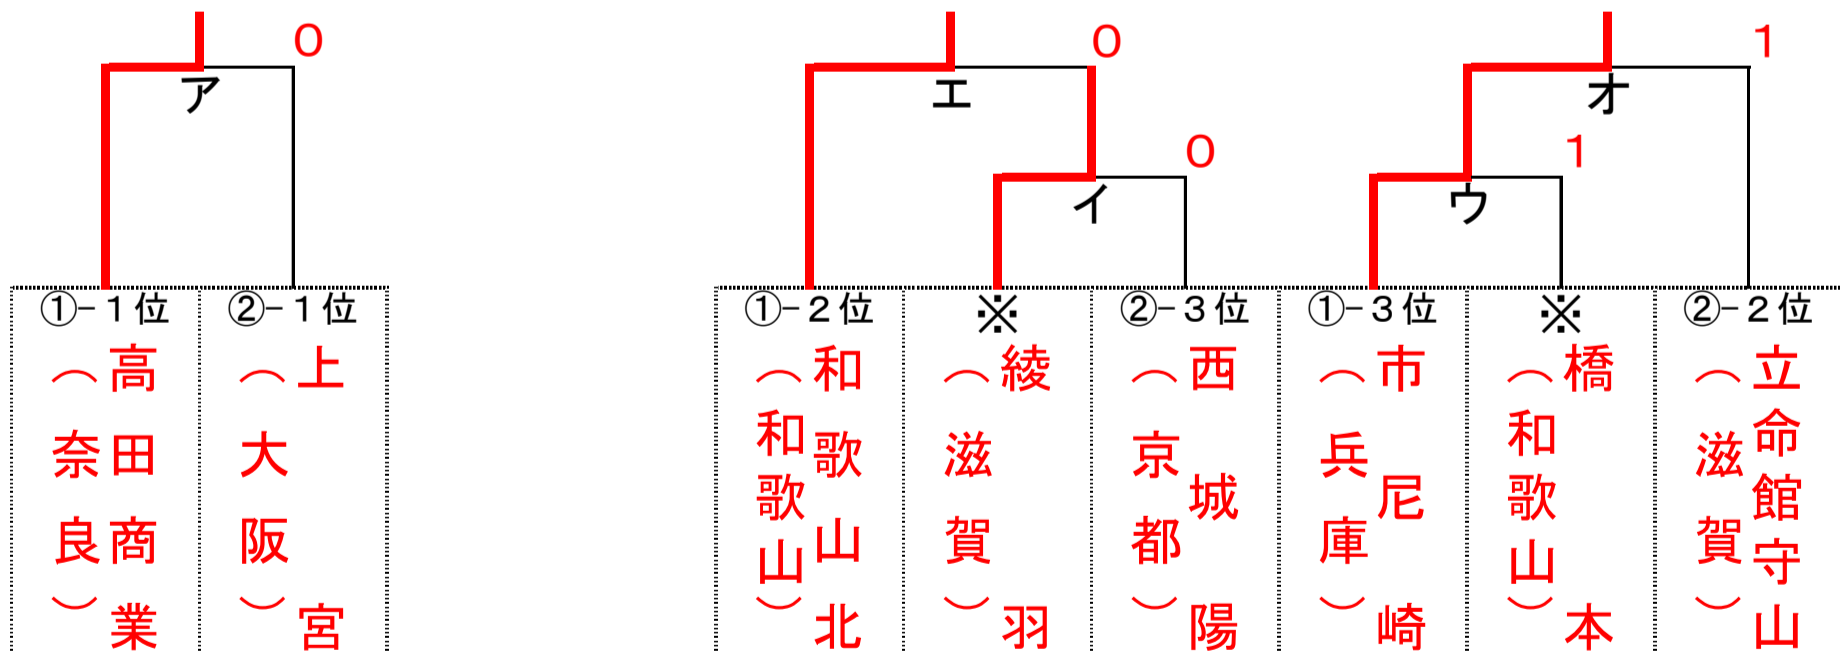 0
ア
0
エ
0
イ
1
オ
1
ウ
①-1位
高田商業
(奈良)
②-1位
上宮
(大阪)
①-2位
和歌山北
(和歌山)
※
綾羽
(滋賀)
②-3位
西城陽
(京都)
①-3位
市尼崎
(兵庫)
※
橋本
(和歌山)
②-2位
立命館守山
(滋賀)